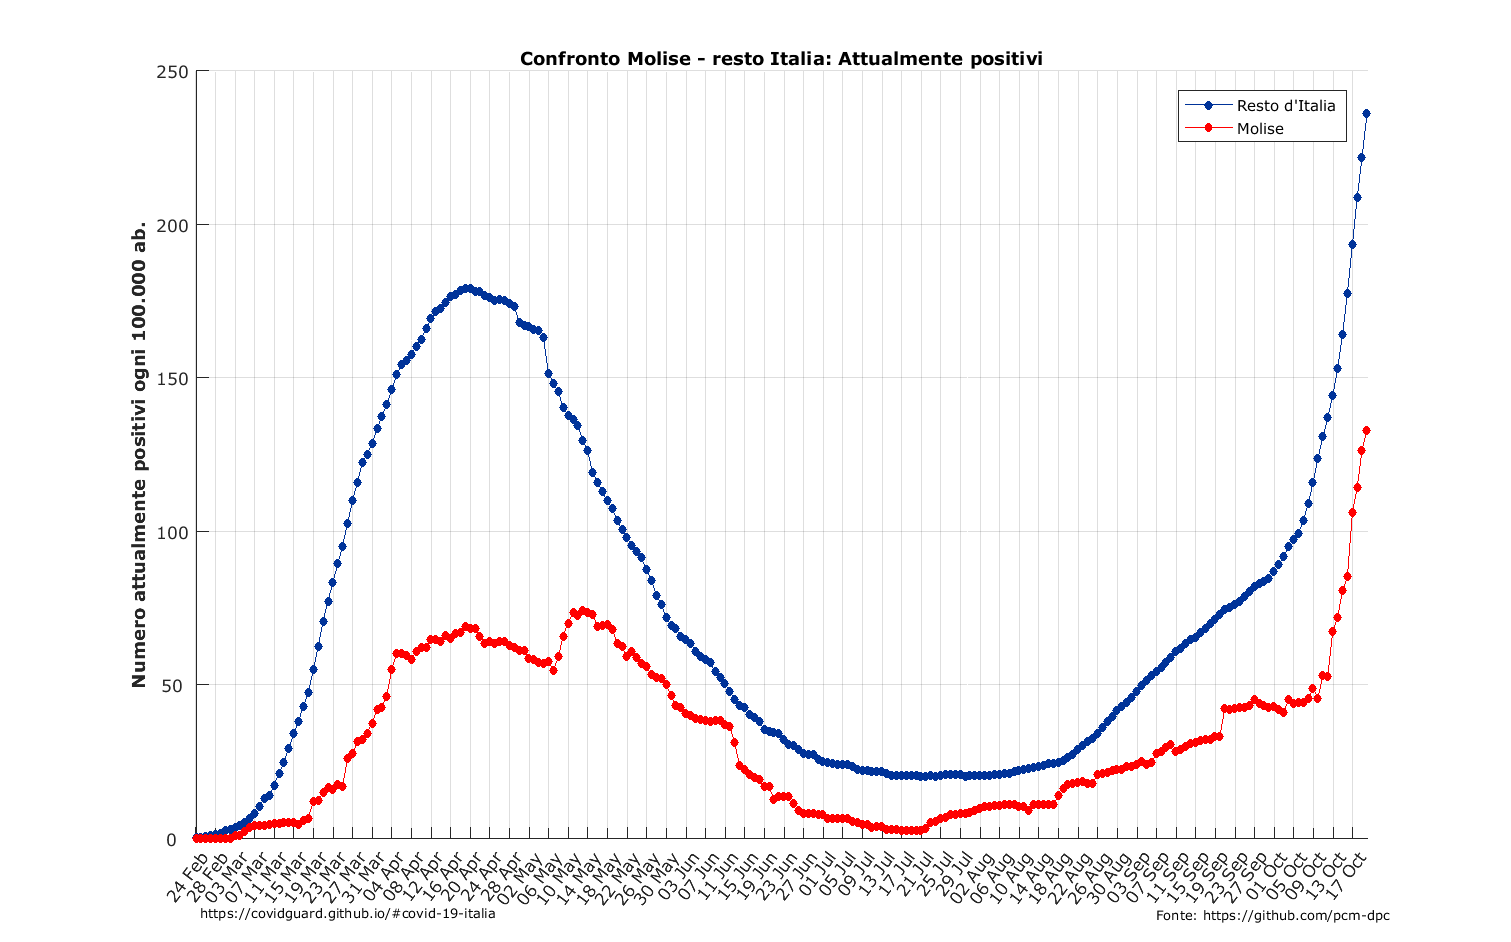 Confronto Molise - resto Italia: Attualmente positivi
Resto d'Italia
Molise
Numero attualmente positivi ogni 100.000 ab.
250
200
150
100
50
0
24 Feb
28 Feb
03 Mar
07 Mar
11 Mar
15 Mar
19 Mar
23 Mar
27 Mar
31 Mar
04 Apr
08 Apr
12 Apr
16 Apr
20 Apr
24 Apr
28 Apr
02 May
06 May
10 May
14 May
18 May
22 May
26 May
30 May
03 Jun
07 Jun
11 Jun
15 Jun
19 Jun
23 Jun
27 Jun
01 Jul
05 Jul
09 Jul
13 Jul
17 Jul
21 Jul
25 Jul
29 Jul
02 Aug
06 Aug
10 Aug
14 Aug
18 Aug
22 Aug
26 Aug
30 Aug
03 Sep
07 Sep
11 Sep
15 Sep
19 Sep
23 Sep
27 Sep
01 Oct
05 Oct
09 Oct
13 Oct
17 Oct
https://covidguard.github.io/#covid-19-italia
Fonte: https://github.com/pcm-dpc